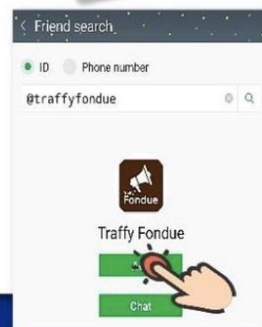 Friend search
ID Phone number
@traffyfondue
Fondue
Traffy Fondue
Chat